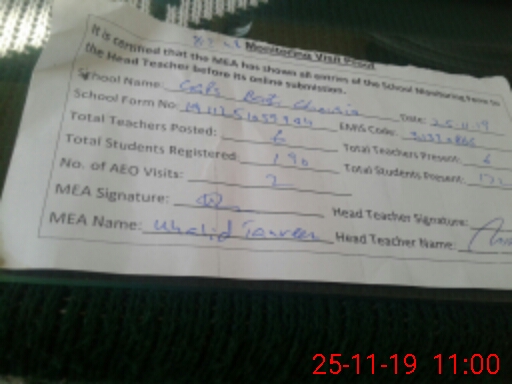 Monitoring Visit Proof
It is certified that the MEA has shown all entries of the School Monitoring Form to
the Head Teacher before its online submission.
School Name: Date: 25.11.19
School Form No: EMIS Code:
Total Teachers Posted: 6 Total Teachers Present: 6
Total Students Registered: 190 Total Students Present:
No. of AEO Visits: 2
MEA Signature: Head Teacher Signature:
MEA Name: Khalid Tanveer Head Teacher Name:
25-11-19 11:00